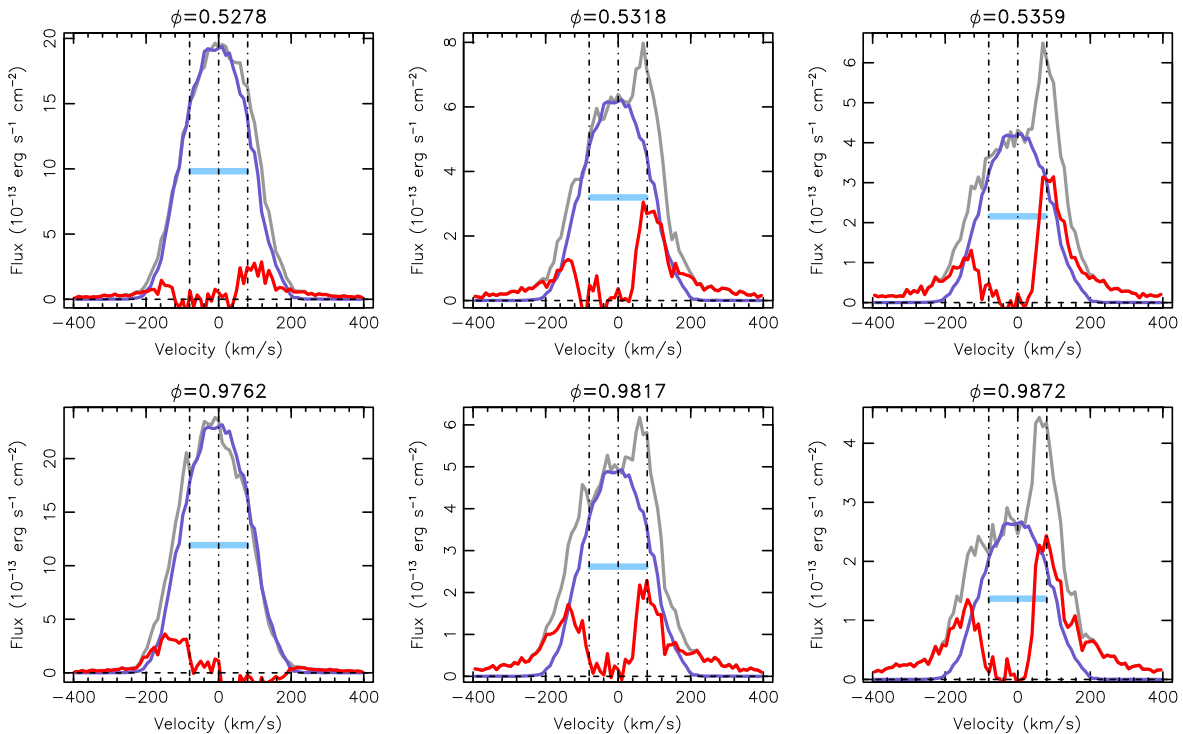 ϕ=0.5278
ϕ=0.5318
ϕ=0.5359
Flux (10⁻¹³ erg s⁻¹ cm⁻²)
0 5 10 15 20
−400 −200 0 200 400
Velocity (km/s)
Flux (10⁻¹³ erg s⁻¹ cm⁻²)
0 2 4 6 8
−400 −200 0 200 400
Velocity (km/s)
Flux (10⁻¹³ erg s⁻¹ cm⁻²)
0 1 2 3 4 5 6
−400 −200 0 200 400
Velocity (km/s)
ϕ=0.9762
ϕ=0.9817
ϕ=0.9872
Flux (10⁻¹³ erg s⁻¹ cm⁻²)
0 5 10 15 20
−400 −200 0 200 400
Velocity (km/s)
Flux (10⁻¹³ erg s⁻¹ cm⁻²)
0 1 2 3 4 5 6
−400 −200 0 200 400
Velocity (km/s)
Flux (10⁻¹³ erg s⁻¹ cm⁻²)
0 1 2 3 4
−400 −200 0 200 400
Velocity (km/s)